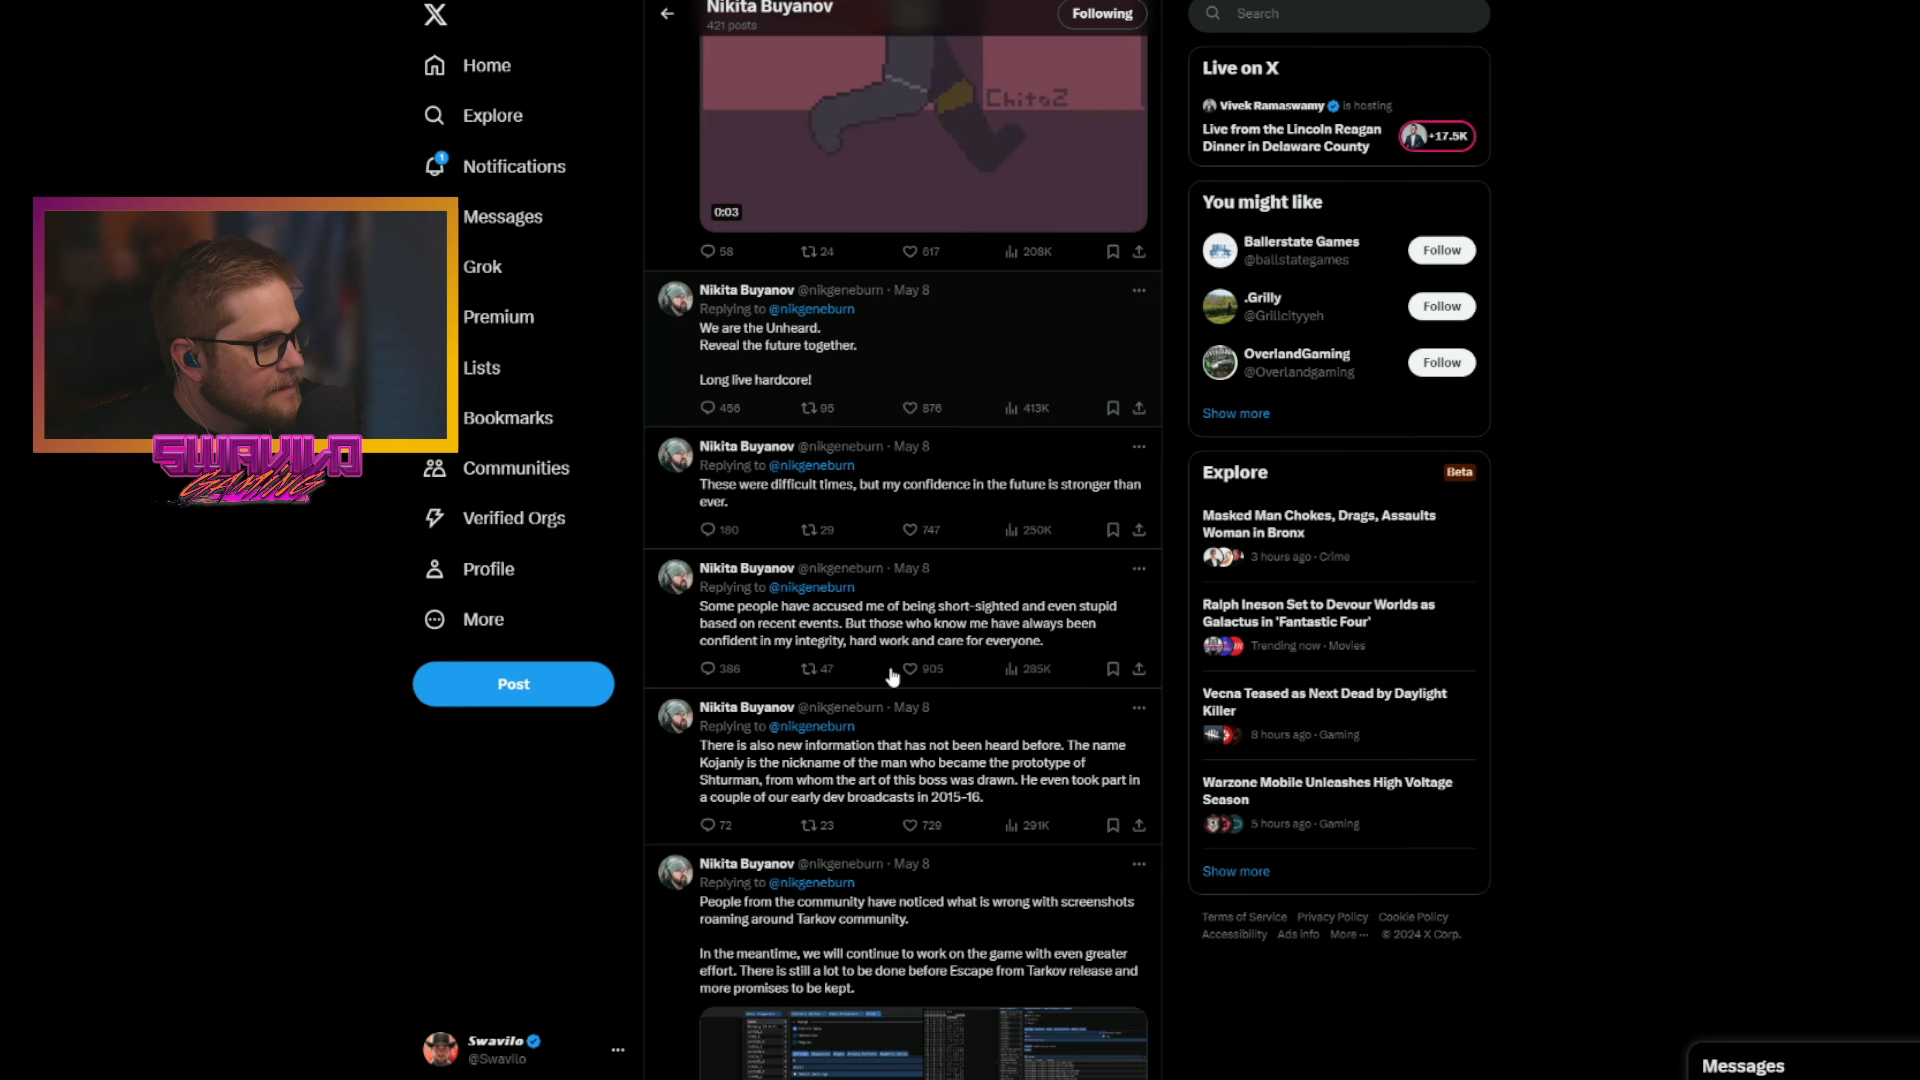 Home
Explore
1
Notifications
Messages
Grok
Premium
Lists
Bookmarks
Communities
Verified Orgs
Profile
More
Post
Swavilo
@Swavilo
SWAVILO
GAMING
Nikita Buyanov
421 posts
Following
ChitaZ
0:03
58 24 617 208K
Nikita Buyanov @nikgeneburn · May 8
Replying to @nikgeneburn
We are the Unheard.
Reveal the future together.
Long live hardcore!
456 95 876 413K
Nikita Buyanov @nikgeneburn · May 8
Replying to @nikgeneburn
These were difficult times, but my confidence in the future is stronger than
ever.
180 29 747 250K
Nikita Buyanov @nikgeneburn · May 8
Replying to @nikgeneburn
Some people have accused me of being short-sighted and even stupid
based on recent events. But those who know me have always been
confident in my integrity, hard work and care for everyone.
386 47 905 285K
Nikita Buyanov @nikgeneburn · May 8
Replying to @nikgeneburn
There is also new information that has not been heard before. The name
Kojaniy is the nickname of the man who became the prototype of
Shturman, from whom the art of this boss was drawn. He even took part in
a couple of our early dev broadcasts in 2015-16.
72 23 729 291K
Nikita Buyanov @nikgeneburn · May 8
Replying to @nikgeneburn
People from the community have noticed what is wrong with screenshots
roaming around Tarkov community.
In the meantime, we will continue to work on the game with even greater
effort. There is still a lot to be done before Escape from Tarkov release and
more promises to be kept.
Search
Live on X
Vivek Ramaswamy is hosting
Live from the Lincoln Reagan
Dinner in Delaware County
+17.5K
You might like
Ballerstate Games
@ballstategames
Follow
.Grilly
@Grillcityyeh
Follow
OverlandGaming
@Overlandgaming
Follow
Show more
Explore
Beta
Masked Man Chokes, Drags, Assaults
Woman in Bronx
3 hours ago · Crime
Ralph Ineson Set to Devour Worlds as
Galactus in 'Fantastic Four'
Trending now · Movies
Vecna Teased as Next Dead by Daylight
Killer
8 hours ago · Gaming
Warzone Mobile Unleashes High Voltage
Season
5 hours ago · Gaming
Show more
Terms of Service Privacy Policy Cookie Policy
Accessibility Ads info More ··· © 2024 X Corp.
Messages